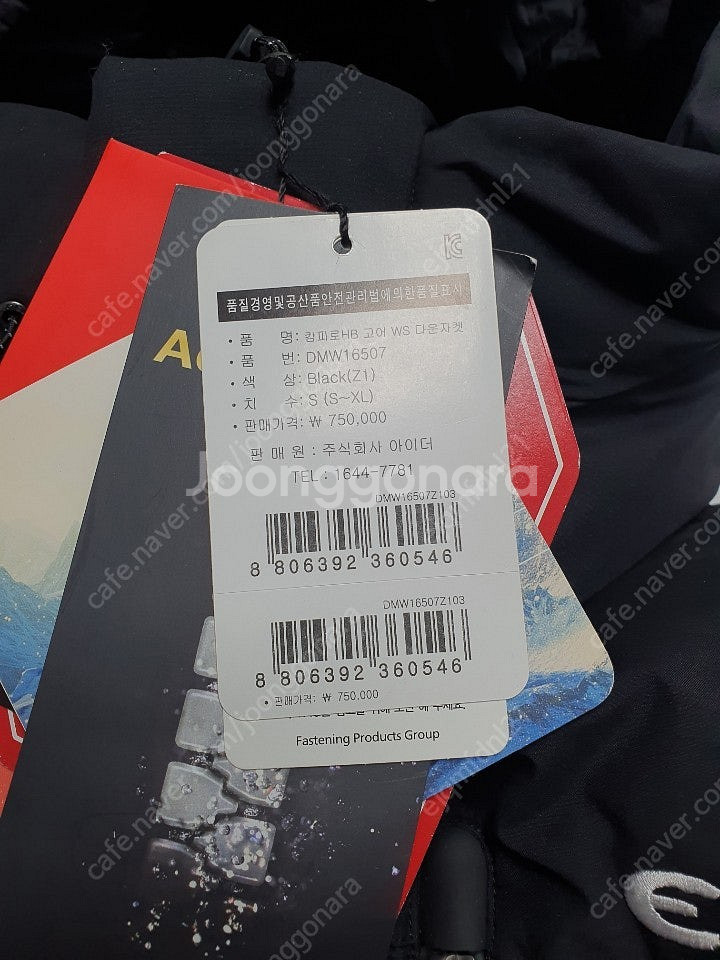 KC
품질경영및공산품안전관리법에의한품질표시
• 품 명: 캄파로HB 고어 WS 다운자켓
• 품 번: DMW16507
• 색 상: Black(Z1)
• 치 수: S (S~XL)
• 판매가격: ₩ 750,000
판 매 원 : 주식회사 아이더
TEL : 1644-7781
Joonggonara
DMW16507Z103
8 806392 360546
DMW16507Z103
8 806392 360546
• 판매가격: ₩ 750,000
Fastening Products Group
cafe.naver.com/joonggonara